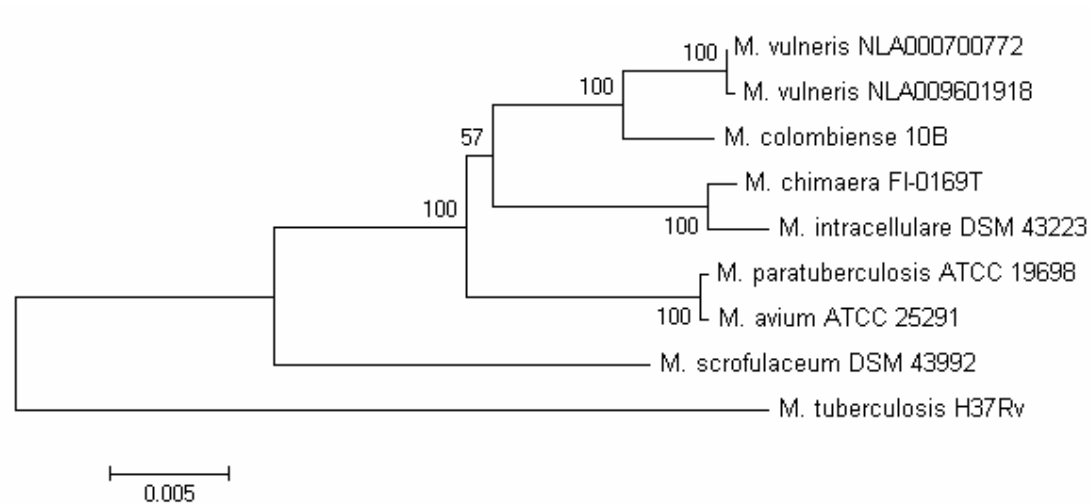 100 M. vulneris NLA000700772
100 M. vulneris NLA009601918
M. colombiense 10B
57
M. chimaera FI-0169T
100
100 M. intracellulare DSM 43223
M. paratuberculosis ATCC 19698
100 M. avium ATCC 25291
M. scrofulaceum DSM 43992
M. tuberculosis H37Rv
0.005